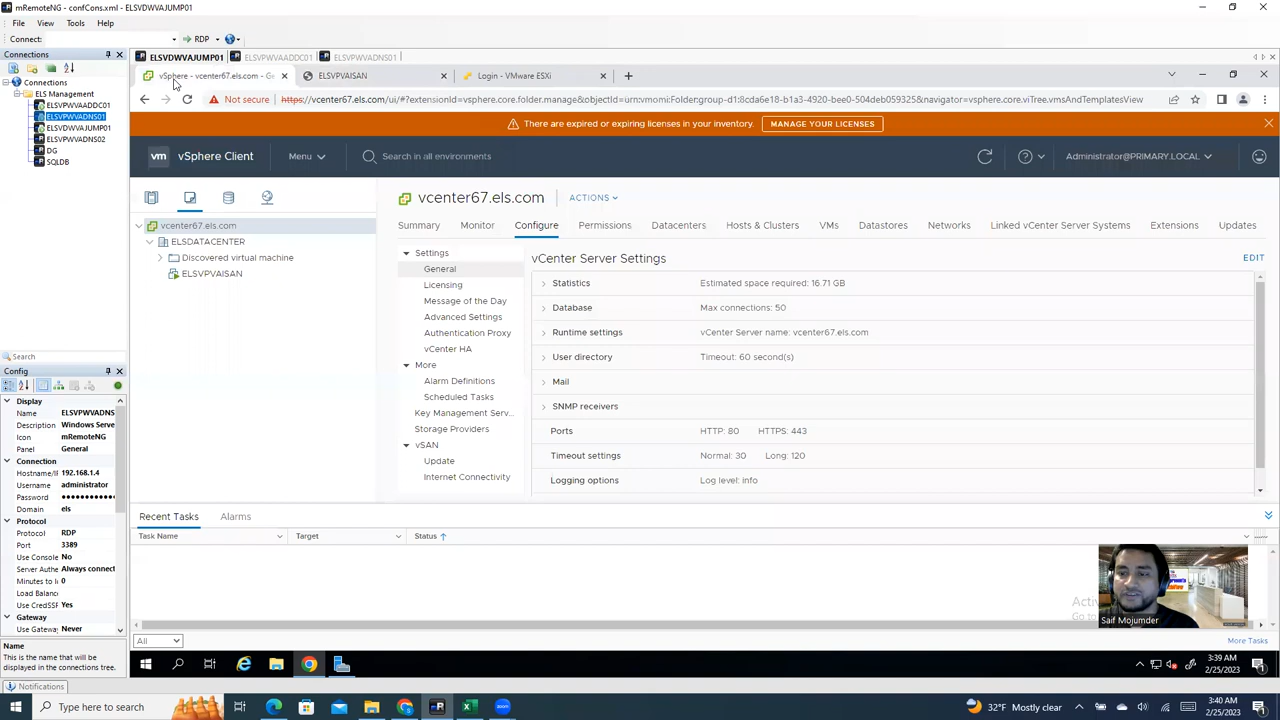 mRemoteNG - confCons.xml - ELSVDWVAJUMP01
File View Tools Help
Connect: RDP
Connections
ELSVDWVAJUMP01 ELSVPWVAADDC01 ELSVPWVADNS01
vSphere - vcenter67.els.com - Ge ELSVPVAISAN Login - VMware ESXi
Not secure https://vcenter67.els.com/ui/#?extensionId=vsphere.core.folder.manage&objectId=urn:vmomi:Folder:group-d1:8cda6e18-b1a3-4920-bee0-504deb059325&navigator=vsphere.core.viTree.vmsAndTemplatesView
Connections
ELS Management
ELSVPWVAADDC01
ELSVPWVADNS01
ELSVDWVAJUMP01
ELSVPWVADNS02
DG
SQLDB
There are expired or expiring licenses in your inventory. MANAGE YOUR LICENSES
vm vSphere Client Menu Search in all environments Administrator@PRIMARY.LOCAL
vcenter67.els.com
ELSDATACENTER
Discovered virtual machine
ELSVPVAISAN
vcenter67.els.com ACTIONS
Summary Monitor Configure Permissions Datacenters Hosts & Clusters VMs Datastores Networks Linked vCenter Server Systems Extensions Updates
Settings
General
Licensing
Message of the Day
Advanced Settings
Authentication Proxy
vCenter HA
More
Alarm Definitions
Scheduled Tasks
Key Management Serv...
Storage Providers
vSAN
Update
Internet Connectivity
vCenter Server Settings EDIT
Statistics Estimated space required: 16.71 GB
Database Max connections: 50
Runtime settings vCenter Server name: vcenter67.els.com
User directory Timeout: 60 second(s)
Mail
SNMP receivers
Ports HTTP: 80 HTTPS: 443
Timeout settings Normal: 30 Long: 120
Logging options Log level: info
Search
Config
Display
Name ELSVPWVADNS
Description Windows Serve
Icon mRemoteNG
Panel General
Connection
Hostname/I 192.168.1.4
Username administrator
Password ••••••••••••
Domain els
Protocol
Protocol RDP
Port 3389
Use Console No
Server Authe Always connect
Minutes to I 0
Load Balanc
Use CredSSP Yes
Gateway
Use Gateway Never
Name
This is the name that will be
displayed in the connections tree.
Notifications
Recent Tasks Alarms
Task Name Target Status
All
More Tasks
Saif Mojumder
3:39 AM
2/25/2023
Type here to search
32°F Mostly clear
3:40 AM
2/25/2023